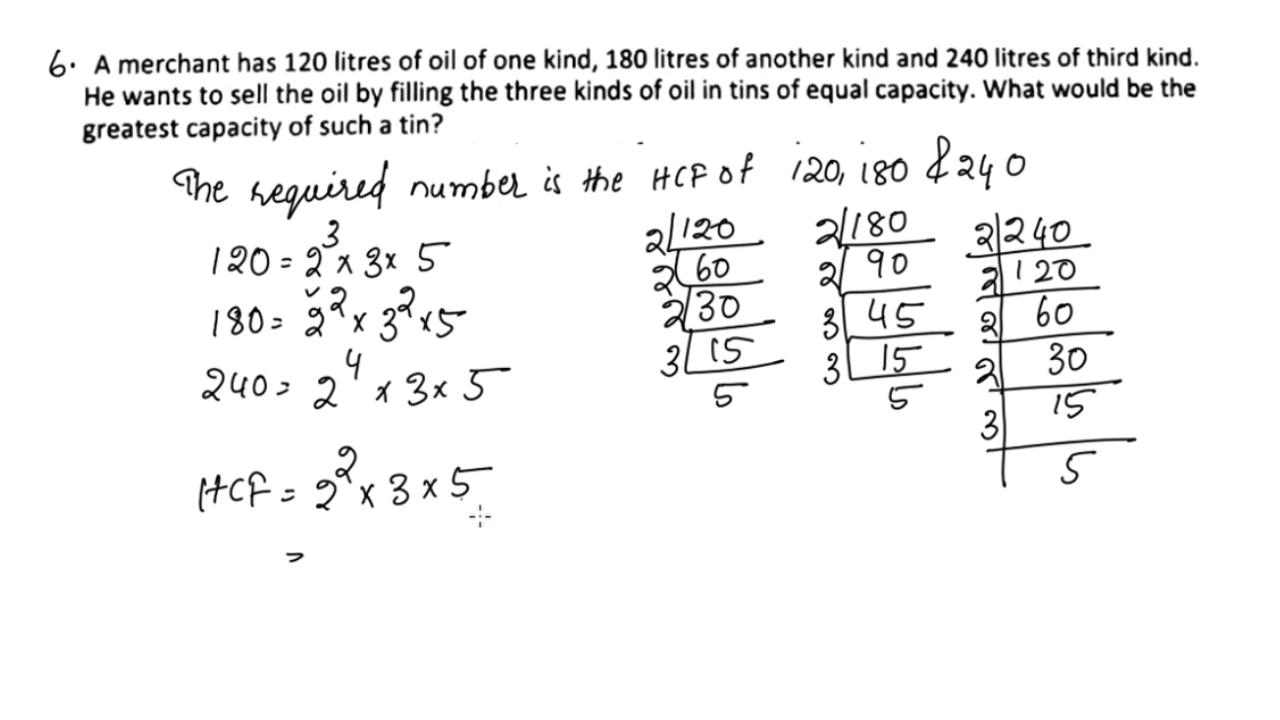 6. A merchant has 120 litres of oil of one kind, 180 litres of another kind and 240 litres of third kind.
He wants to sell the oil by filling the three kinds of oil in tins of equal capacity. What would be the
greatest capacity of such a tin?
The required number is the HCF of 120, 180 & 240
120 = 2³ × 3 × 5
180 = 2² × 3² × 5
240 = 2⁴ × 3 × 5
HCF = 2² × 3 × 5
=
2 120
2 60
2 30
3 15
5
2 180
2 90
3 45
3 15
5
2 240
2 120
2 60
2 30
3 15
5